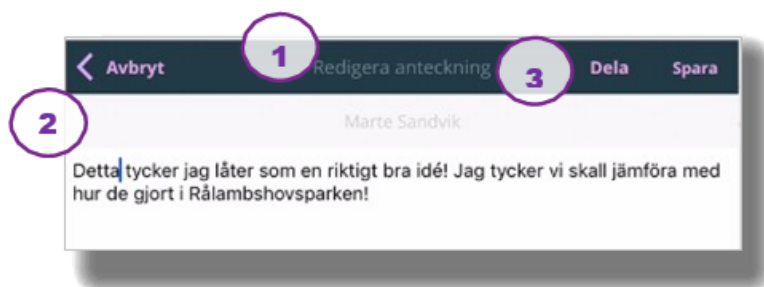 1
Avbryt Redigera anteckning 3 Dela Spara
2 Marte Sandvik
Detta tycker jag låter som en riktigt bra idé! Jag tycker vi skall jämföra med
hur de gjort i Rålambshovsparken!